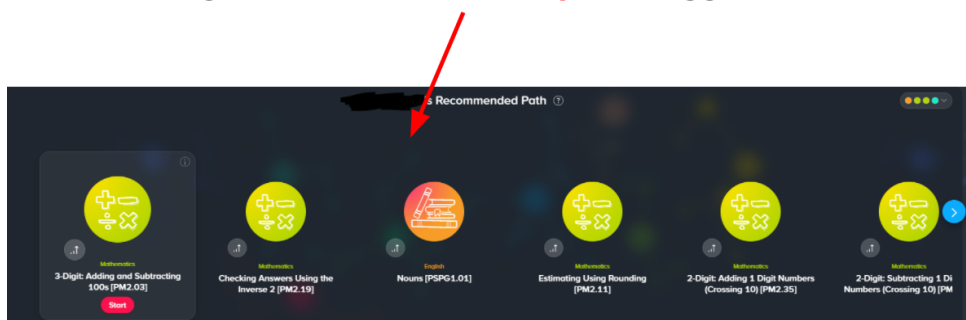 s Recommended Path ?
Mathematics
3-Digit: Adding and Subtracting
100s [PM2.03]
Start
Mathematics
Checking Answers Using the
Inverse 2 [PM2.19]
English
Nouns [PSPG1.01]
Mathematics
Estimating Using Rounding
[PM2.11]
Mathematics
2-Digit: Adding 1 Digit Numbers
(Crossing 10) [PM2.35]
Mathematics
2-Digit: Subtracting 1 Di
Numbers (Crossing 10) [PM